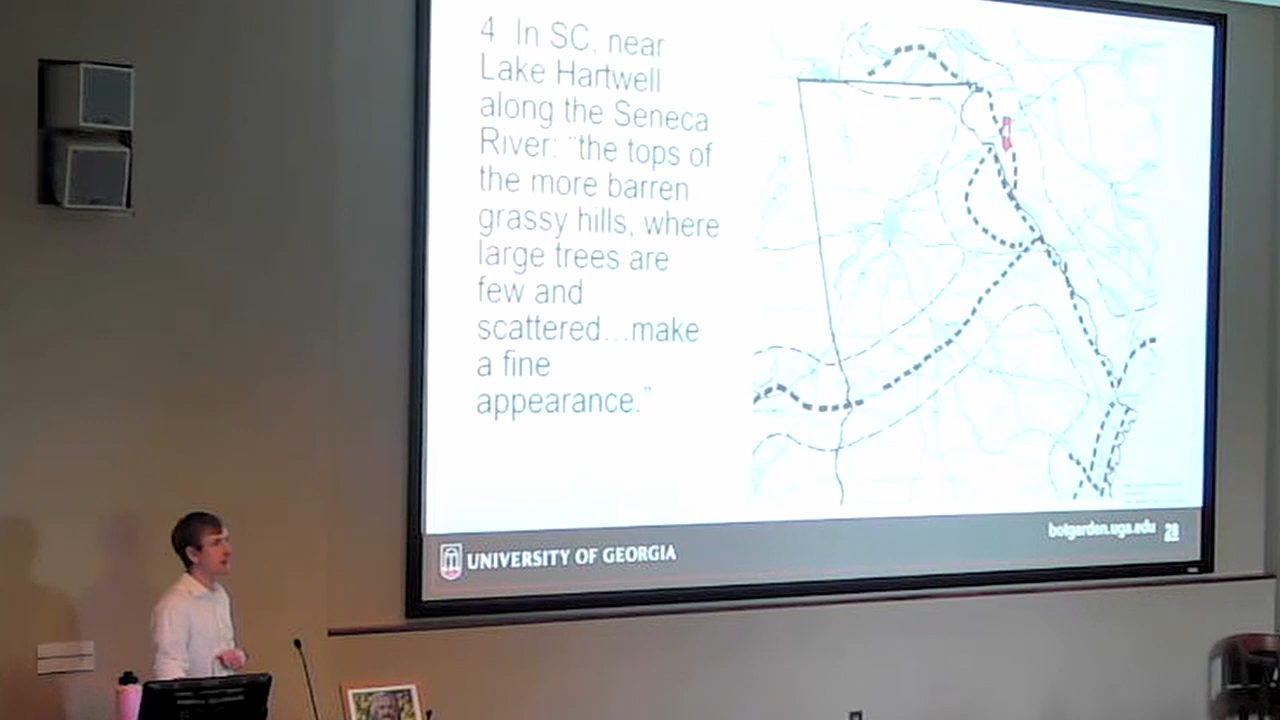 4 In SC, near
Lake Hartwell
along the Seneca
River: “the tops of
the more barren
grassy hills, where
large trees are
few and
scattered…make
a fine
appearance.”
UNIVERSITY OF GEORGIA
botgarden.uga.edu 28